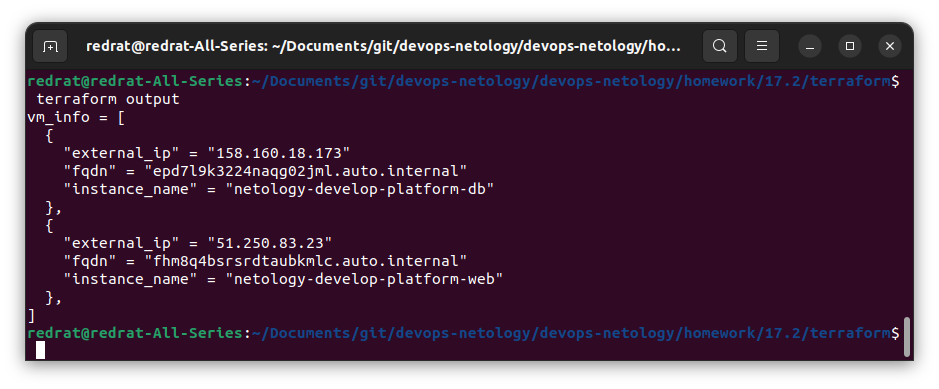 redrat@redrat-All-Series: ~/Documents/git/devops-netology/devops-netology/ho...
redrat@redrat-All-Series:~/Documents/git/devops-netology/devops-netology/homework/17.2/terraform$
 terraform output
vm_info = [
  {
    "external_ip" = "158.160.18.173"
    "fqdn" = "epd7l9k3224naqg02jml.auto.internal"
    "instance_name" = "netology-develop-platform-db"
  },
  {
    "external_ip" = "51.250.83.23"
    "fqdn" = "fhm8q4bsrsrdtaubkmlc.auto.internal"
    "instance_name" = "netology-develop-platform-web"
  },
]
redrat@redrat-All-Series:~/Documents/git/devops-netology/devops-netology/homework/17.2/terraform$